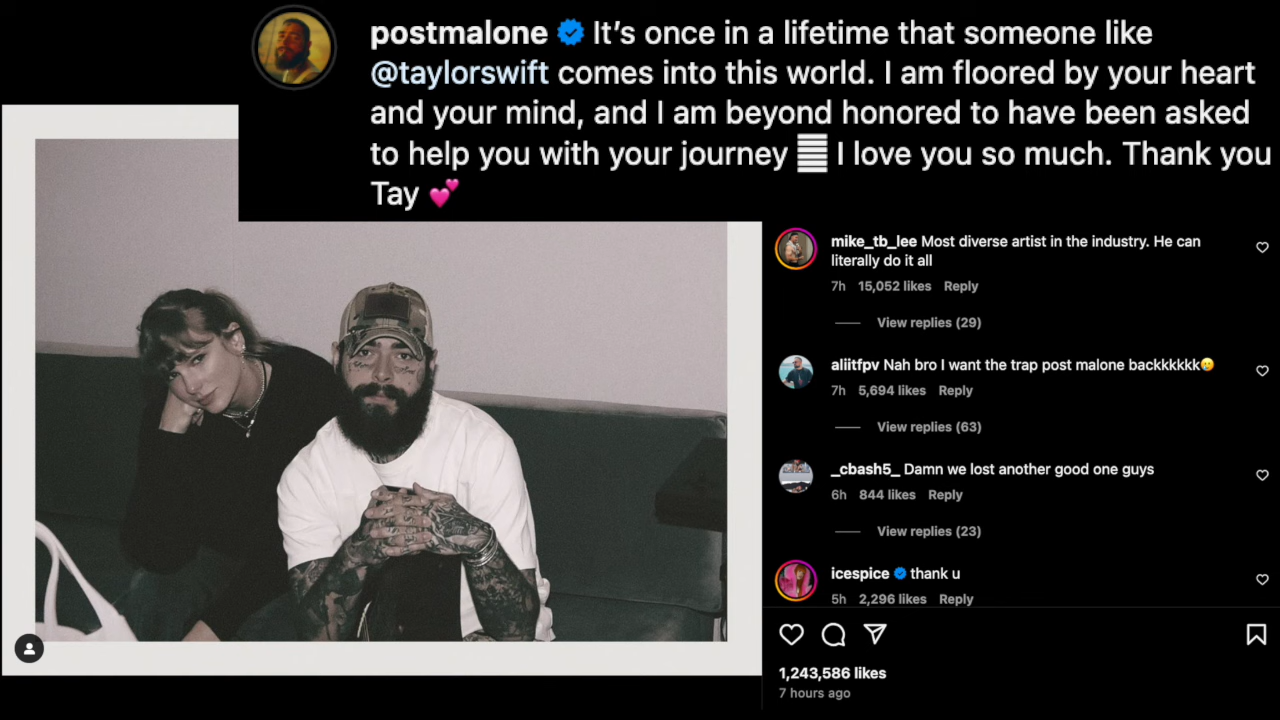 postmalone It’s once in a lifetime that someone like
@taylorswift comes into this world. I am floored by your heart
and your mind, and I am beyond honored to have been asked
to help you with your journey I love you so much. Thank you
Tay 💕
mike_tb_lee Most diverse artist in the industry. He can
literally do it all
7h 15,052 likes Reply
View replies (29)
aliitfpv Nah bro I want the trap post malone backkkkkk🥲
7h 5,694 likes Reply
View replies (63)
_cbash5_ Damn we lost another good one guys
6h 844 likes Reply
View replies (23)
icespice thank u
5h 2,296 likes Reply
1,243,586 likes
7 hours ago